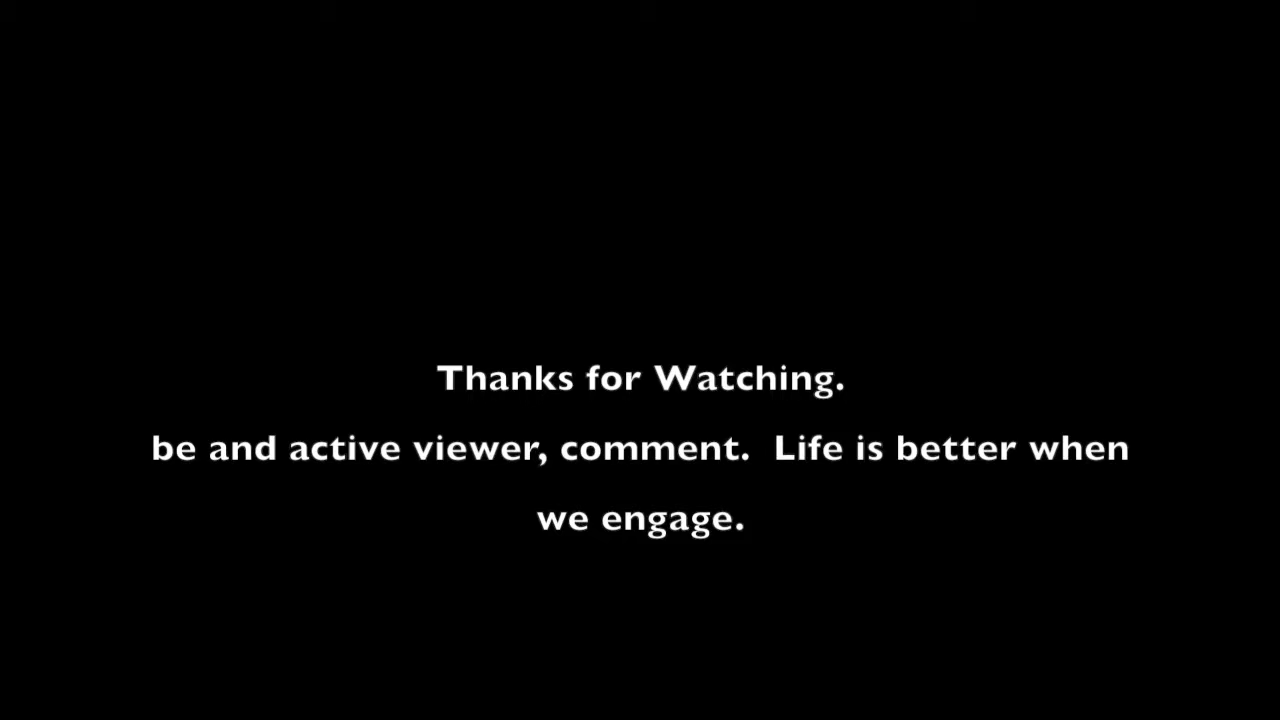 Thanks for Watching.
be and active viewer, comment.  Life is better when
we engage.